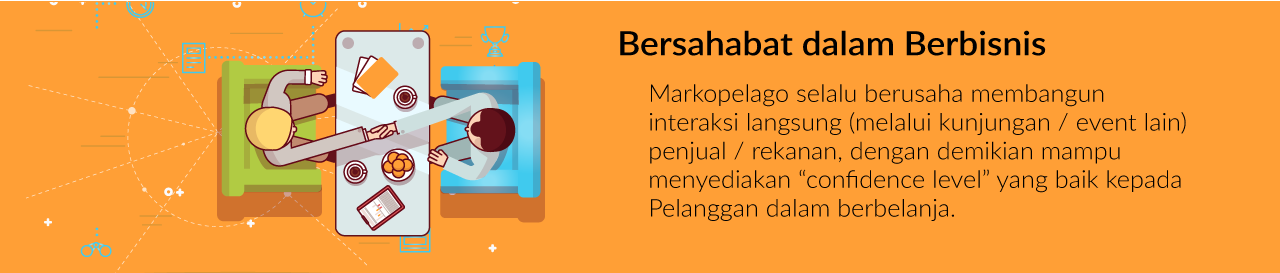 Bersahabat dalam Berbisnis
Markopelago selalu berusaha membangun
interaksi langsung (melalui kunjungan / event lain)
penjual / rekanan, dengan demikian mampu
menyediakan “confidence level” yang baik kepada
Pelanggan dalam berbelanja.